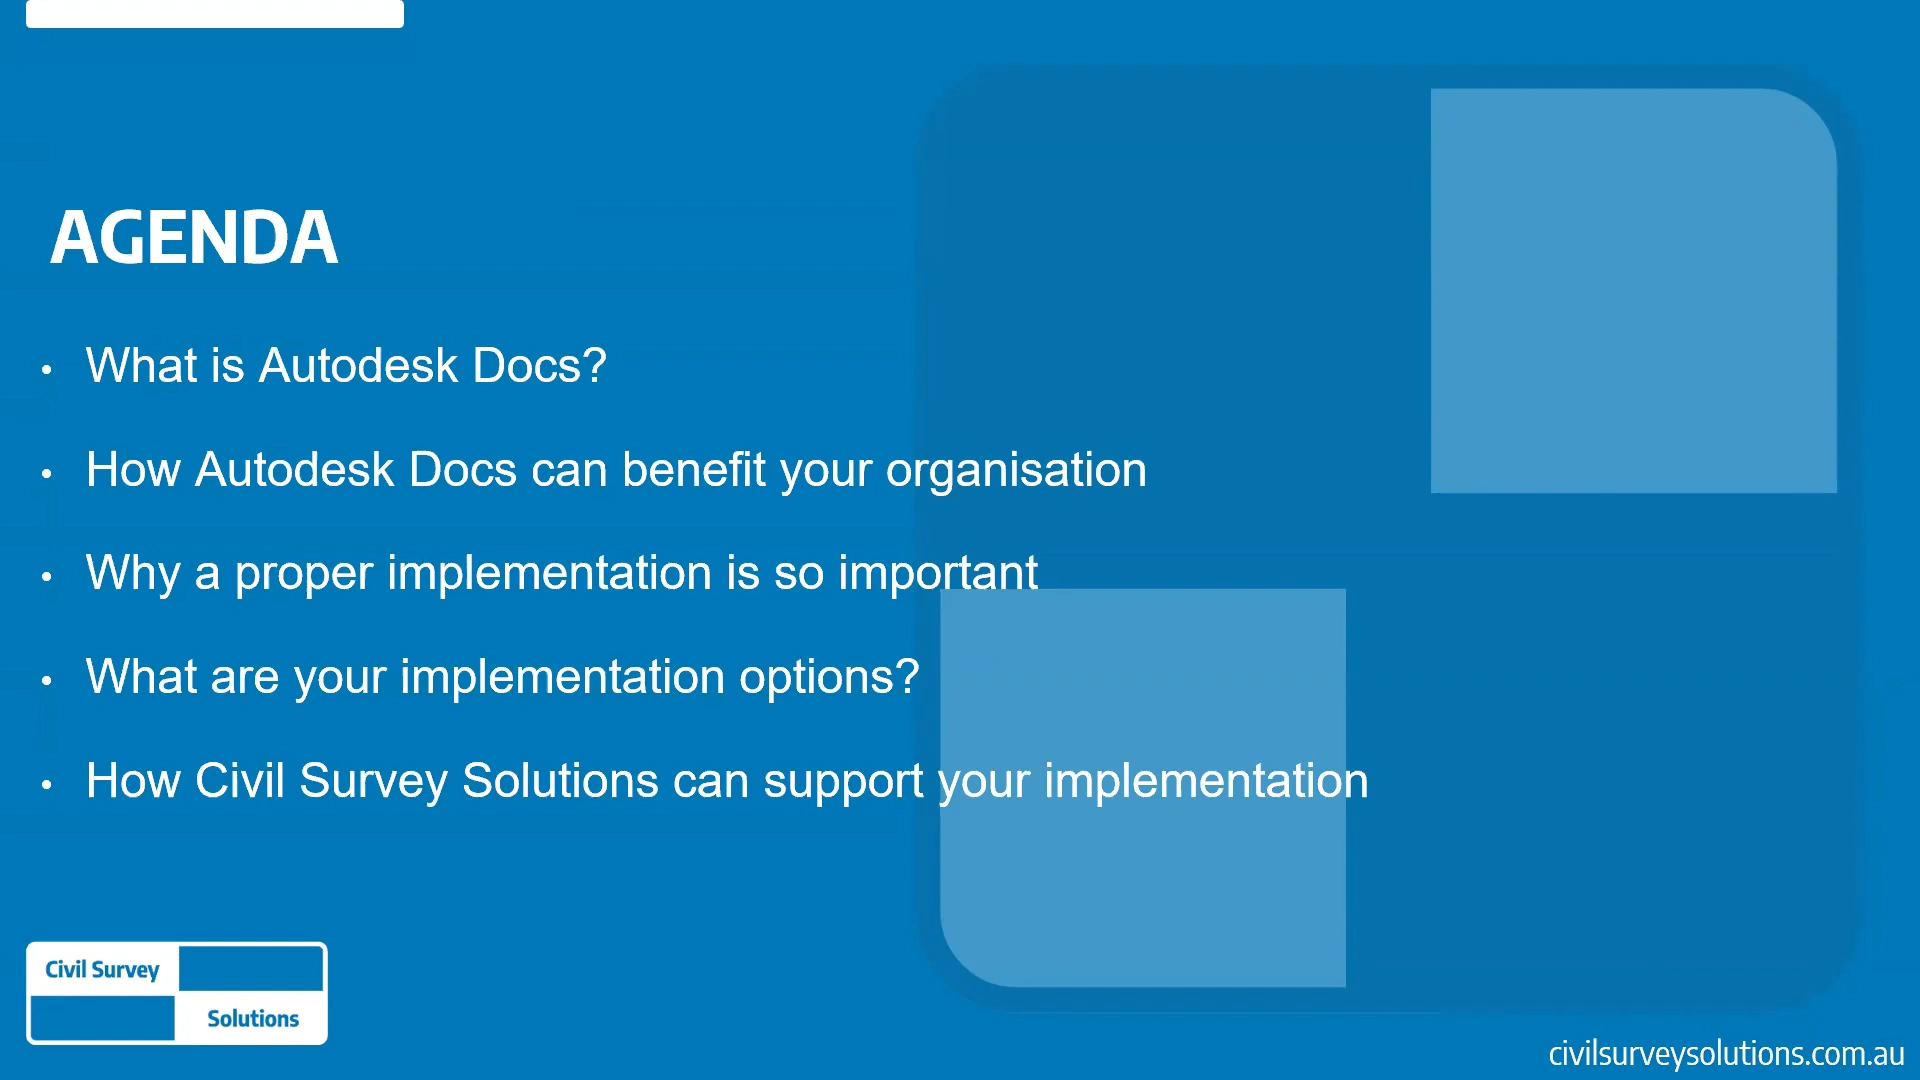 AGENDA
• What is Autodesk Docs?
• How Autodesk Docs can benefit your organisation
• Why a proper implementation is so important
• What are your implementation options?
• How Civil Survey Solutions can support your implementation
Civil Survey
Solutions
civilsurveysolutions.com.au